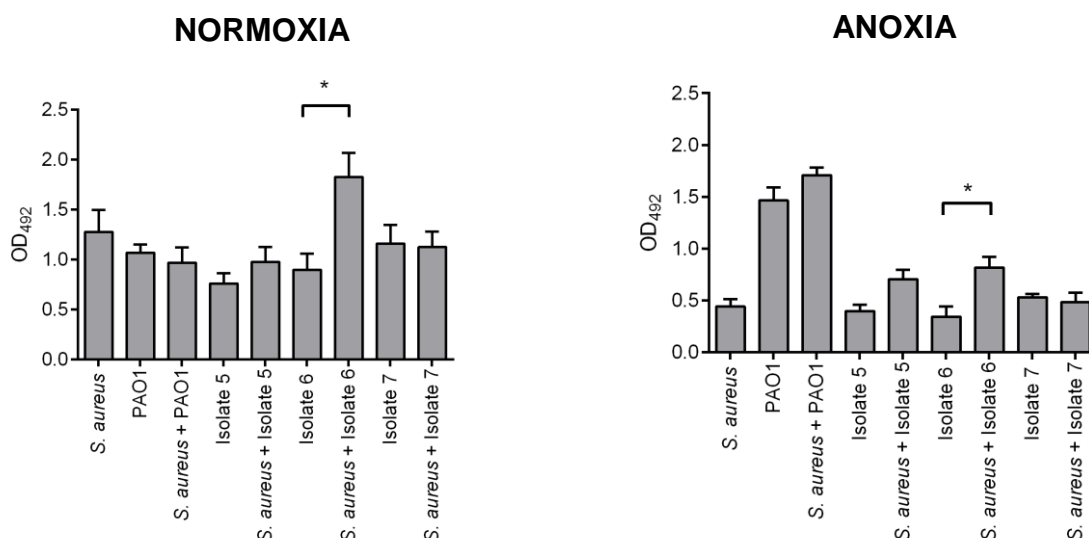 NORMOXIA
*
2.5
2.0
1.5
1.0
0.5
0.0
OD492
S. aureus
PAO1
S. aureus + PAO1
Isolate 5
S. aureus + Isolate 5
Isolate 6
S. aureus + Isolate 6
Isolate 7
S. aureus + Isolate 7
ANOXIA
*
2.5
2.0
1.5
1.0
0.5
0.0
OD492
S. aureus
PAO1
S. aureus + PAO1
Isolate 5
S. aureus + Isolate 5
Isolate 6
S. aureus + Isolate 6
Isolate 7
S. aureus + Isolate 7